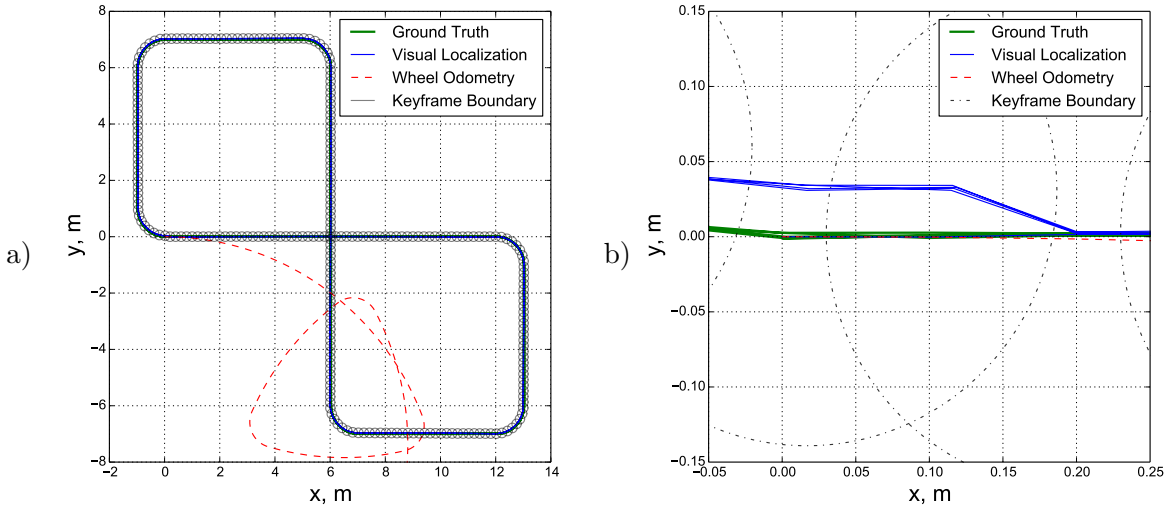 a)
8
6
4
2
0
−2
−4
−6
−8
y, m
−2 0 2 4 6 8 10 12 14
x, m
Ground Truth
Visual Localization
Wheel Odometry
Keyframe Boundary
b)
0.15
0.10
0.05
0.00
−0.05
−0.10
−0.15
y, m
−0.05 0.00 0.05 0.10 0.15 0.20 0.25
x, m
Ground Truth
Visual Localization
Wheel Odometry
Keyframe Boundary